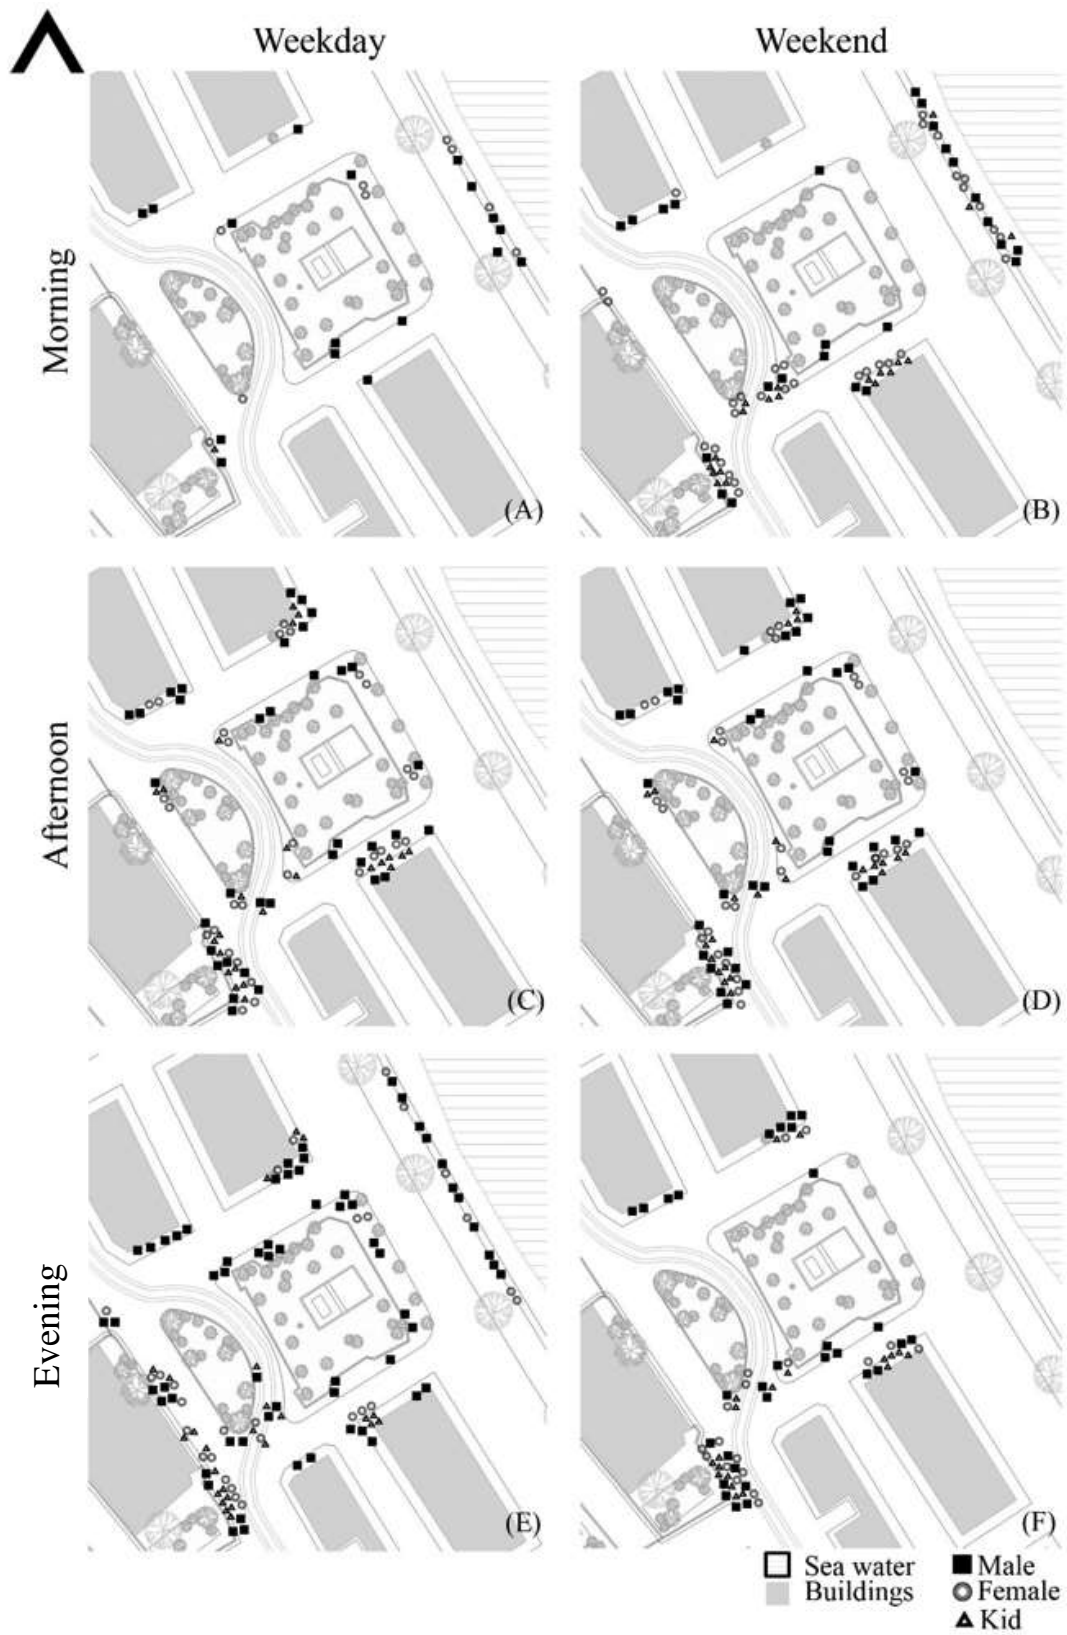 Weekday
Weekend
Morning
(A)
(B)
Afternoon
(C)
(D)
Evening
(E)
(F)
Sea water
Buildings
Male
Female
Kid